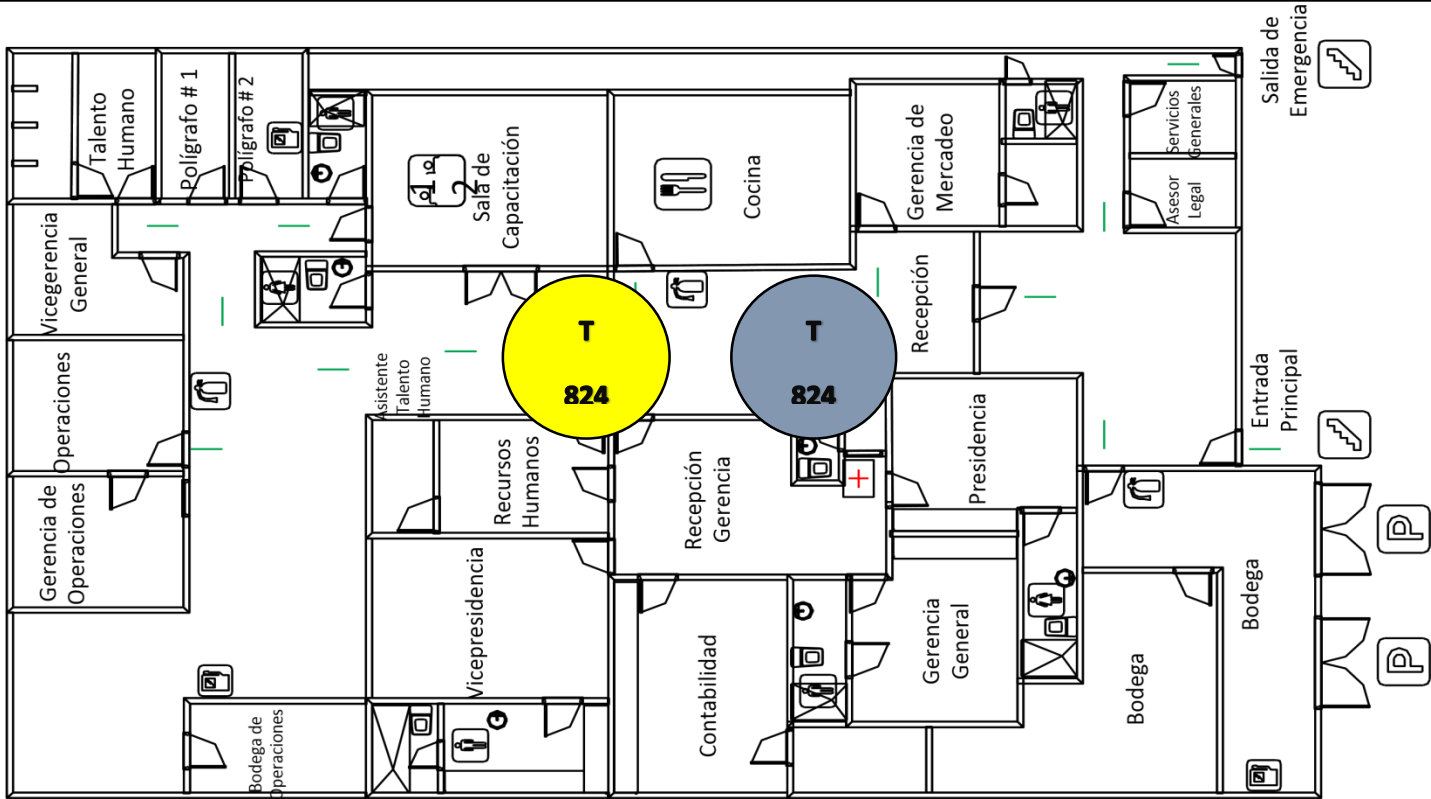 Salida de
Emergencia
Talento
Humano
Polígrafo # 1
Polígrafo # 2
1
2
Sala de
Capacitación
Cocina
Gerencia de
Mercadeo
Servicios
Generales
Asesor
Legal
Vicegerencia
General
Recepción
T
824
T
824
Operaciones
Asistente
Talento
Humano
Entrada
Principal
Gerencia de
Operaciones
Recursos
Humanos
Recepción
Gerencia
Presidencia
P
Vicepresidencia
Contabilidad
Gerencia
General
Bodega
Bodega
P
Bodega de
Operaciones